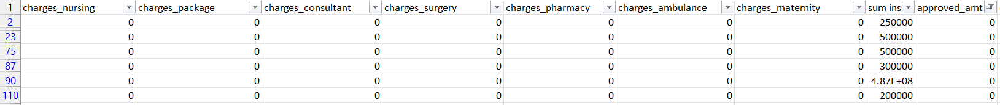 1 charges_nursing charges_package charges_consultant charges_surgery charges_pharmacy charges_ambulance charges_maternity sum ins approved_amt
2 0 0 0 0 0 0 0 250000 0
23 0 0 0 0 0 0 0 500000 0
75 0 0 0 0 0 0 0 500000 0
87 0 0 0 0 0 0 0 300000 0
90 0 0 0 0 0 0 0 4.87E+08 0
110 0 0 0 0 0 0 0 200000 0